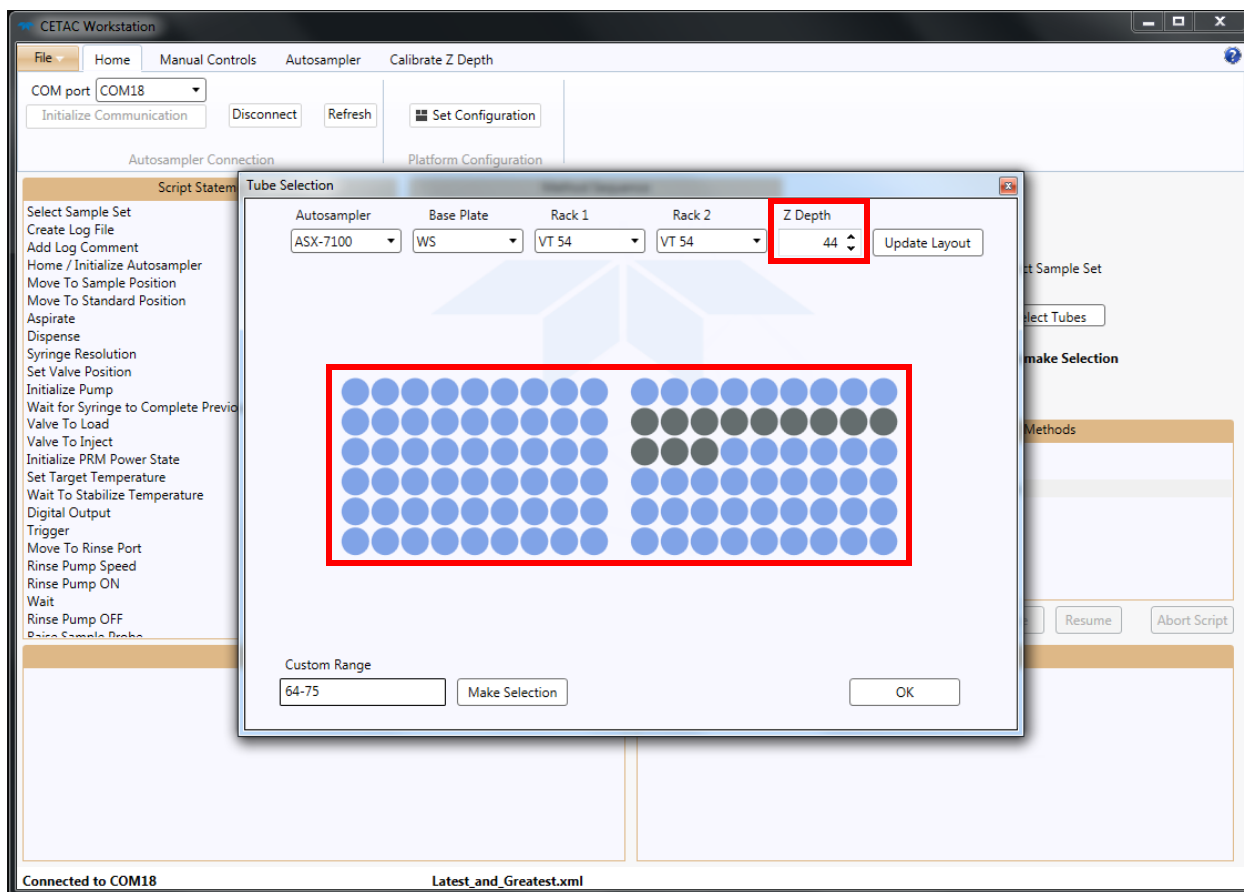 CETAC Workstation
File Home Manual Controls Autosampler Calibrate Z Depth
COM port COM18
Initialize Communication Disconnect Refresh Set Configuration
Autosampler Connection Platform Configuration
Script Statem
Method Sequence
Select Sample Set
Create Log File
Add Log Comment
Home / Initialize Autosampler
Move To Sample Position
Move To Standard Position
Aspirate
Dispense
Syringe Resolution
Set Valve Position
Initialize Pump
Wait for Syringe to Complete Previo
Valve To Load
Valve To Inject
Initialize PRM Power State
Set Target Temperature
Wait To Stabilize Temperature
Digital Output
Trigger
Move To Rinse Port
Rinse Pump Speed
Rinse Pump ON
Wait
Rinse Pump OFF
Raise Sample Probe
Tube Selection
Autosampler Base Plate Rack 1 Rack 2 Z Depth
ASX-7100 WS VT 54 VT 54 44 Update Layout
Custom Range
64-75 Make Selection OK
ct Sample Set
elect Tubes
make Selection
Methods
e Resume Abort Script
Connected to COM18 Latest_and_Greatest.xml